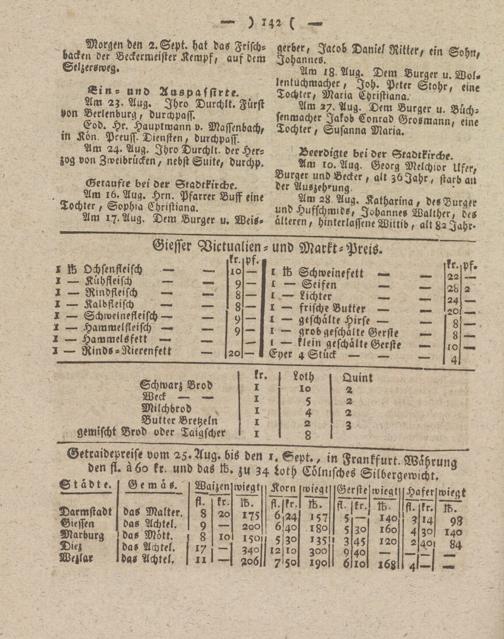 — ) 142 ( —
Morgen den 2. Sept. hat das Frisch-
backen der Beckermeister Kempf, auf dem
Selzersweg.
Ein- und Auspassirte.
Am 23. Aug. Ihro Durchlt. Fürst
von Berlenburg, durchpass.
Eod. Hr. Hauptmann v. Massenbach,
in Kön. Preuss. Diensten, durchpass.
Am 24. Aug. Ihro Durchlt. der Her-
zog von Zweibrücken, nebst Suite, durchp.
Getaufte bei der Stadtkirche.
Am 16. Aug. Hrn. Pfarrer Buff eine
Tochter, Sophia Christiana.
Am 17. Aug. Dem Burger u. Weis-
gerber, Jacob Daniel Ritter, ein Sohn,
Johannes.
Am 18. Aug. Dem Burger u. Wol-
lentuchmacher, Joh. Peter Stohr, eine
Tochter, Maria Christiana.
Am 27. Aug. Dem Burger u. Büch-
senmacher Jakob Conrad Grosmann, eine
Tochter, Susanna Maria.
Beerdigte bei der Stadtkirche.
Am 10. Aug. Georg Melchior Ufer,
Burger und Becker, alt 36 Jahr, starb an
der Auszehrung.
Am 28. Aug. Katharina, des Burger
und Hufschmids, Johannes Walther, des
älteren, hinterlassene Wittib, alt 82 Jahr.
Giesser Victualien- und Markt-Preis.
kr. pf.
1 ℔ Ochsenfleisch — — 10 —
1 — Kühfleisch — — 9 —
1 — Rindfleisch — — 8 —
1 — Kalbfleisch — — 8 —
1 — Schweinefleisch — — 9 —
1 — Hammelfleisch — — 9 —
1 — Hammelsfett — — — —
1 — Rinds-Nierenfett — — 20 —
kr. pf.
1 ℔ Schweinefett — — 22 —
1 — Seifen — — 28 2
1 — Lichter — — 24 —
1 — frische Butter — — 20 —
1 — geschälte Hirse — — 8 —
1 — grob geschälte Gerste — 8 —
1 — klein geschälte Gerste — 10 —
Eyer 4 Stück — — 4
kr. Loth Quint
Schwarz Brod 1 10 2
Weck — — 1 5 2
Milchbrod 1 4 2
Butter Bretzeln 1 2 3
gemischt Brod oder Taigscher 1 8
Getraidepreise vom 25. Aug. bis den 1. Sept., in Frankfurt. Währung
den fl. à 60 kr. und das ℔. zu 34 Loth Cölnisches Silbergewicht.
Städte. Gemäs. Waizen wiegt Korn wiegt Gerste wiegt Hafer wiegt
fl. kr. ℔. fl. kr. ℔. fl. kr. ℔. fl. kr. ℔.
Darmstadt das Malter. 8 20 175 6 24 157 5 — 140 3 14 98
Giessen das Achtel. 9 — 200 6 40 180 5 30 160 4 30 140
Marburg das Mött. 8 10 150 5 30 135 3 45 120 2 40 84
Diez das Achtel. 17 — 340 12 10 300 9 40 — — — —
Wezlar das Achtel. 11 — 206 7 50 190 6 10 168 4 — —